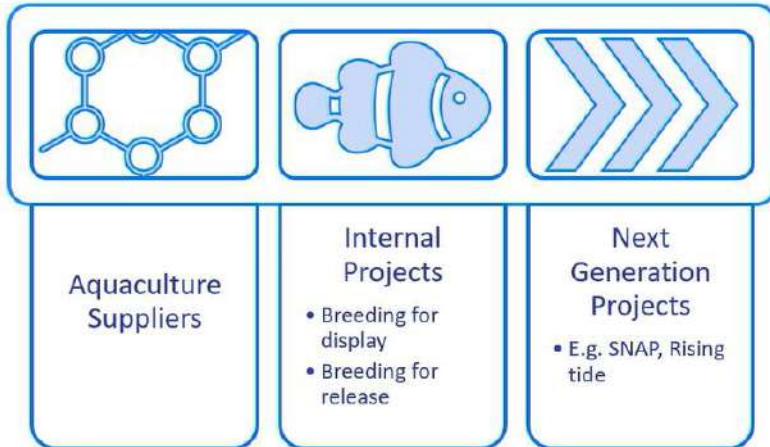 Aquaculture
Suppliers
Internal
Projects
• Breeding for
display
• Breeding for
release
Next
Generation
Projects
• E.g. SNAP, Rising
tide